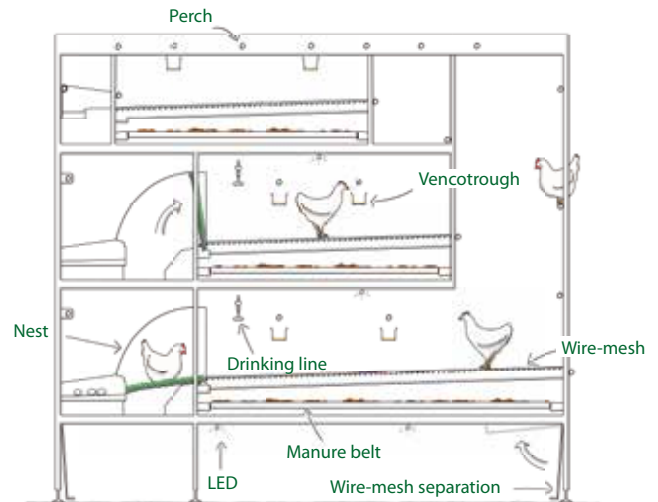 Perch
Vencotrough
Nest
Drinking line
Wire-mesh
Manure belt
LED
Wire-mesh separation